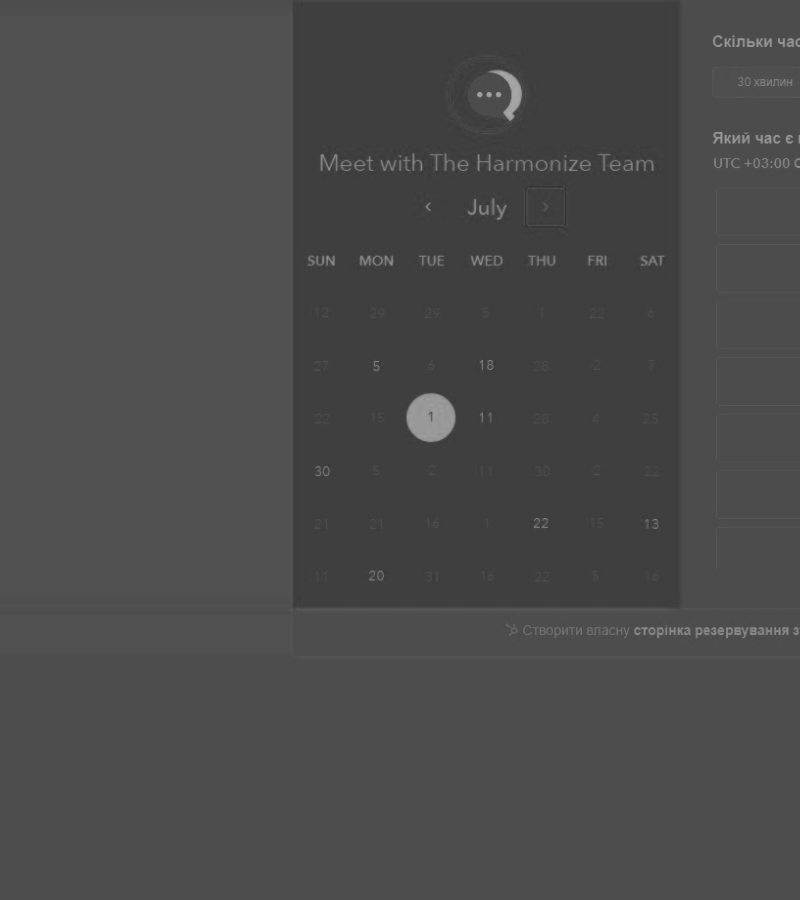 Meet with The Harmonize Team
July
SUN MON TUE WED THU FRI SAT
12 29 29 5 1 22 6
27 5 6 18 28 2 7
22 15 1 11 28 4 25
30 5 2 11 30 2 22
21 21 16 1 22 15 13
11 20 31 16 22 5 16
Скільки час
30 хвилин
Який час є
UTC +03:00
Створити власну сторінка резервування з